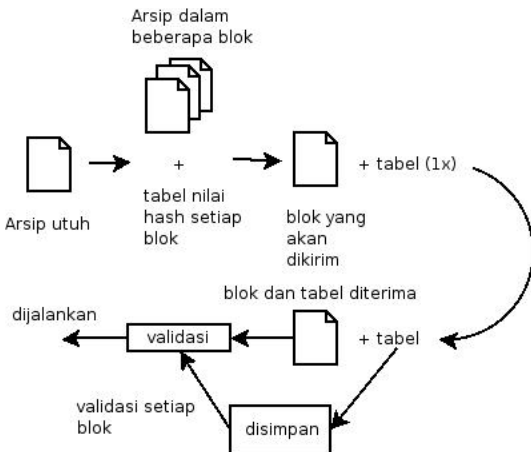 Arsip dalam
beberapa blok
+
tabel nilai
hash setiap
blok
Arsip utuh
+ tabel (1x)
blok yang
akan
dikirim
blok dan tabel diterima
+ tabel
validasi
dijalankan
validasi setiap
blok
disimpan